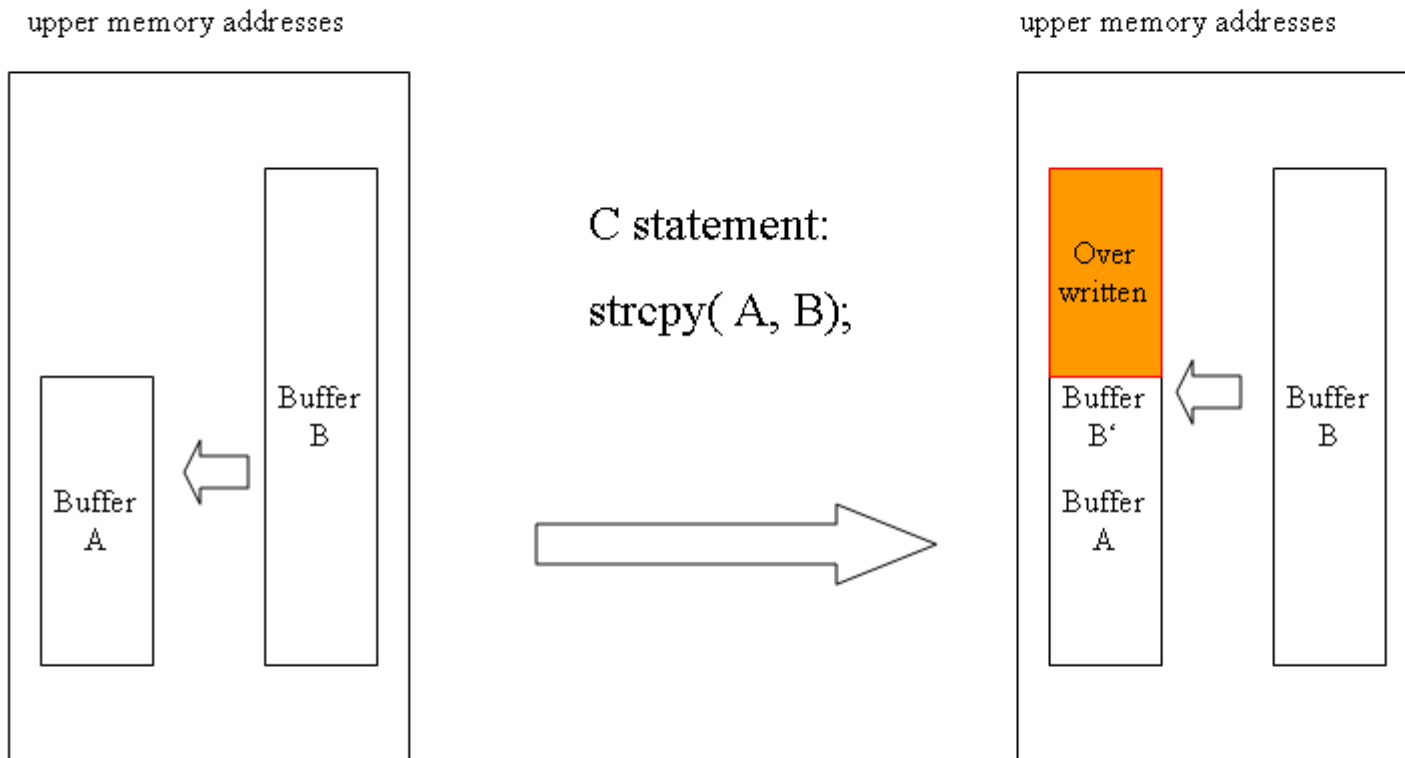 upper memory addresses
upper memory addresses
Buffer
A
Buffer
B
C statement:
strcpy( A, B);
Over
written
Buffer
B‘
Buffer
A
Buffer
B